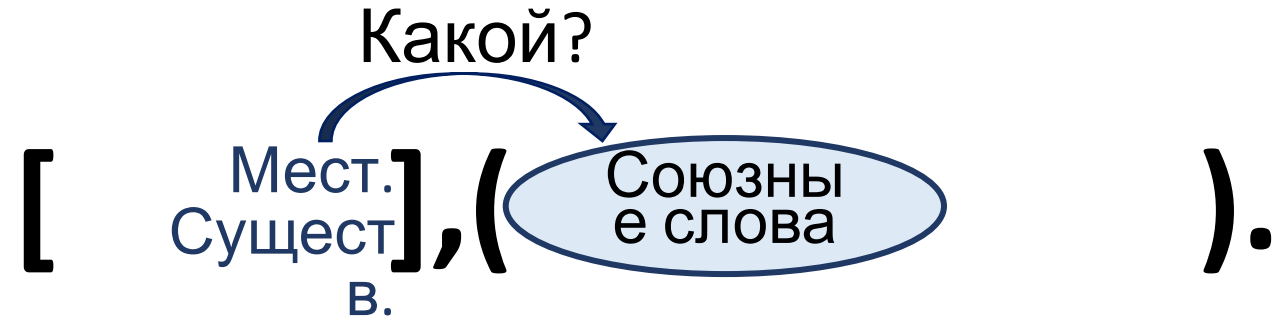 Какой?
[ Мест. ],( Союзны ).
Сущест е слова
в.